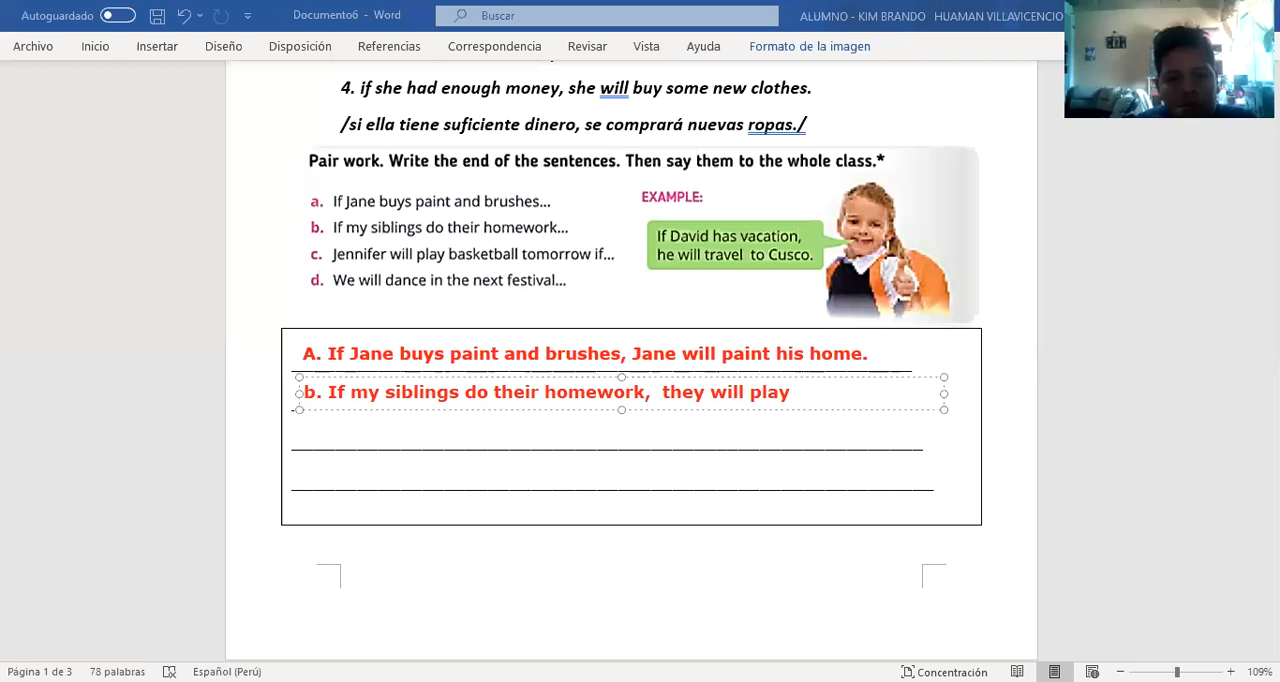 Autoguardado
Documento6 - Word
Buscar
ALUMNO - KIM BRANDO HUAMAN VILLAVICENCIO
Archivo Inicio Insertar Diseño Disposición Referencias Correspondencia Revisar Vista Ayuda Formato de la imagen
4. if she had enough money, she will buy some new clothes.
/si ella tiene suficiente dinero, se comprará nuevas ropas./
Pair work. Write the end of the sentences. Then say them to the whole class.*
a. If Jane buys paint and brushes...
b. If my siblings do their homework...
c. Jennifer will play basketball tomorrow if...
d. We will dance in the next festival...
EXAMPLE:
If David has vacation,
he will travel to Cusco.
A. If Jane buys paint and brushes, Jane will paint his home.
b. If my siblings do their homework, they will play
Página 1 de 3 78 palabras Español (Perú) Concentración 109%